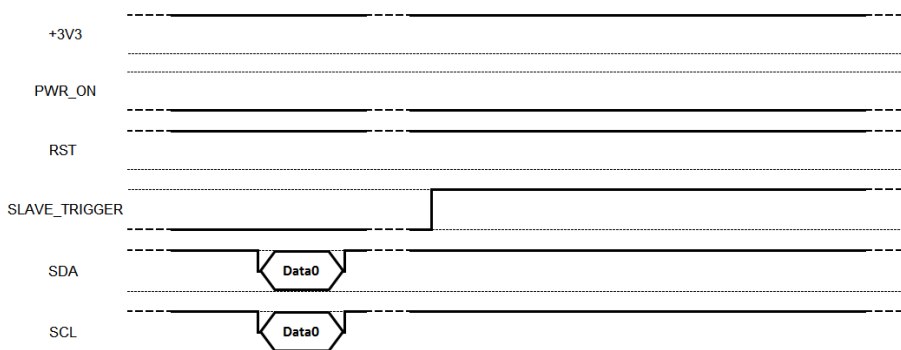 +3V3
PWR_ON
RST
SLAVE_TRIGGER
SDA
Data0
SCL
Data0